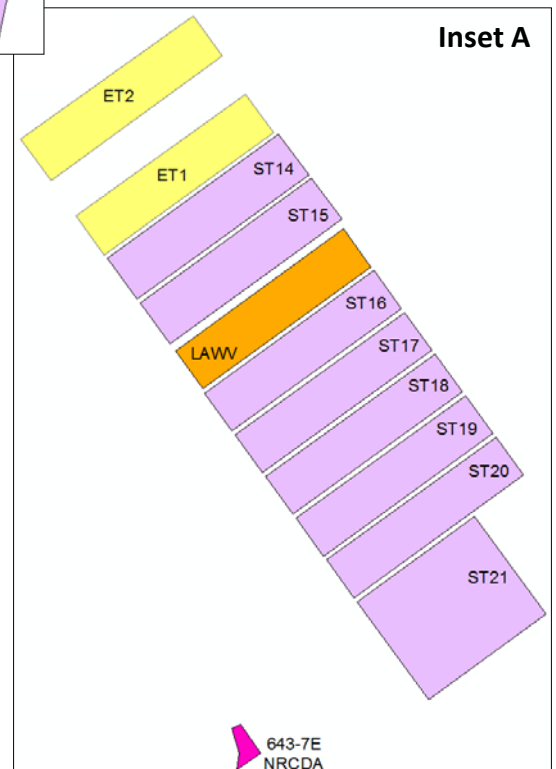 Inset A
ET2
ET1
ST14
ST15
LAWV
ST16
ST17
ST18
ST19
ST20
ST21
643-7E
NRCDA